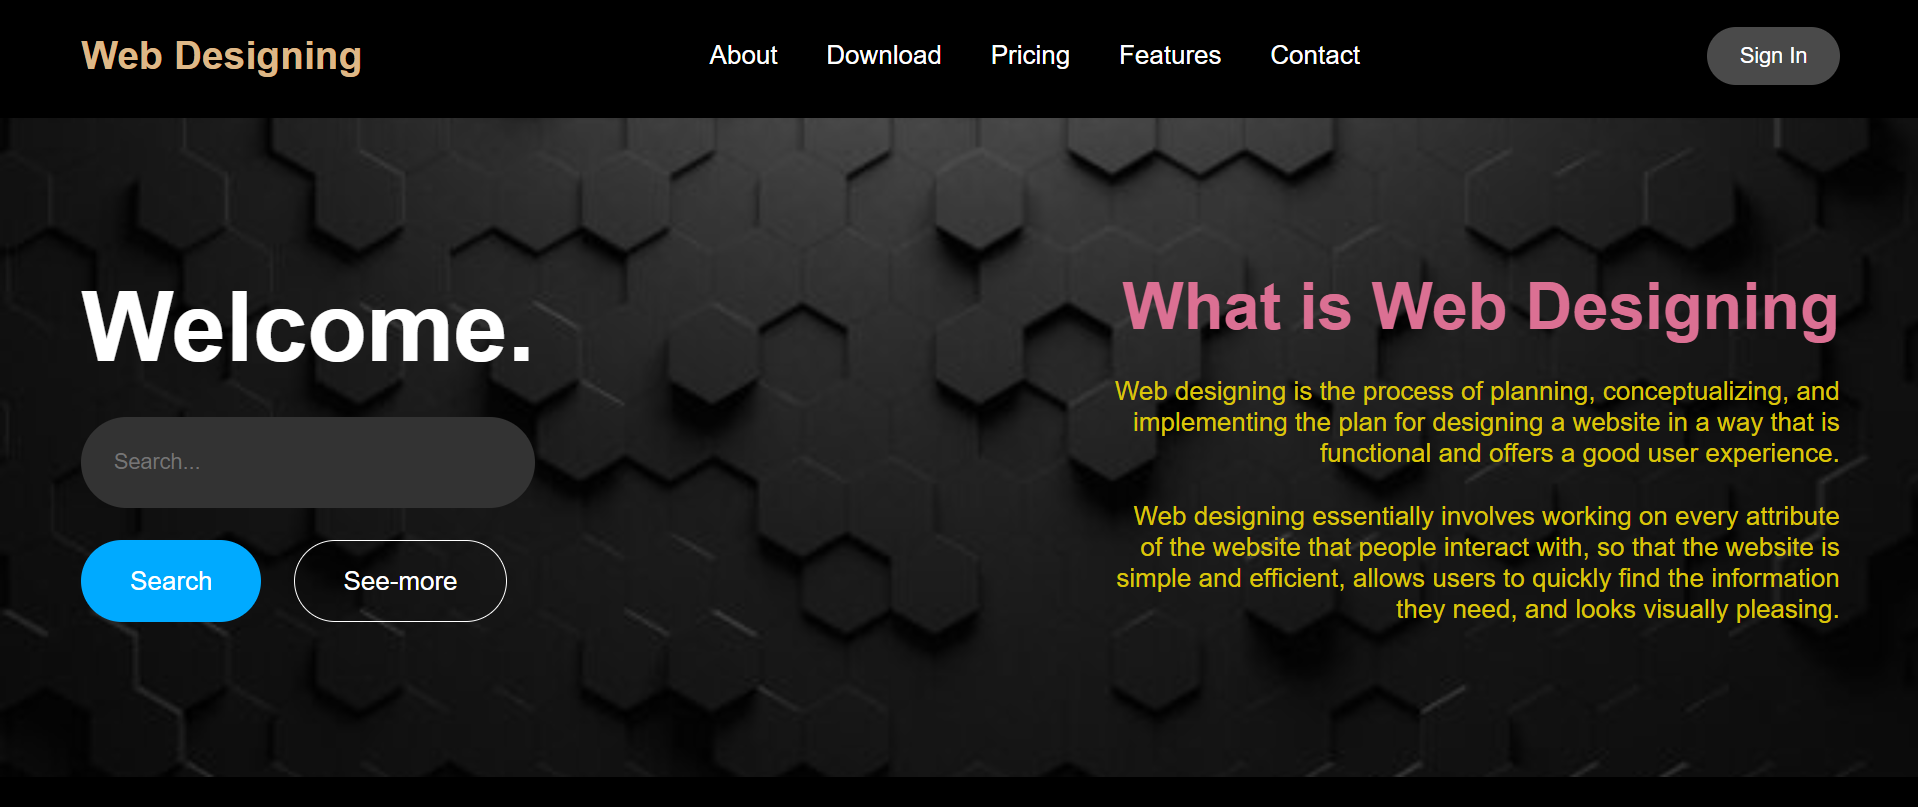 Web Designing
About Download Pricing Features Contact
Sign In
Welcome.
Search...
Search
See-more
What is Web Designing
Web designing is the process of planning, conceptualizing, and
implementing the plan for designing a website in a way that is
functional and offers a good user experience.
Web designing essentially involves working on every attribute
of the website that people interact with, so that the website is
simple and efficient, allows users to quickly find the information
they need, and looks visually pleasing.